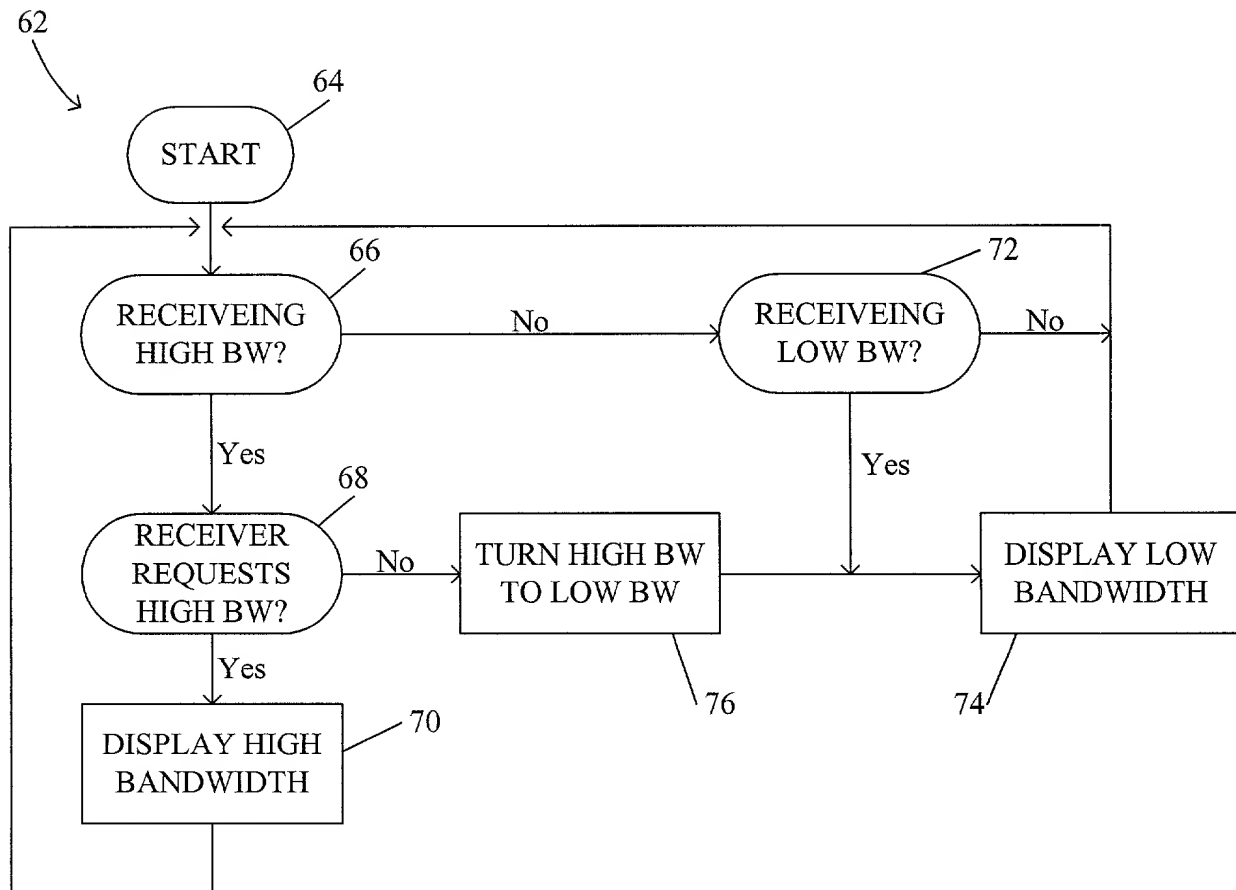 62
64
START
66
72
RECEIVEING
HIGH BW?
No
RECEIVEING
LOW BW?
No
Yes
Yes
68
RECEIVER
REQUESTS
HIGH BW?
No
TURN HIGH BW
TO LOW BW
DISPLAY LOW
BANDWIDTH
Yes
76
74
70
DISPLAY HIGH
BANDWIDTH